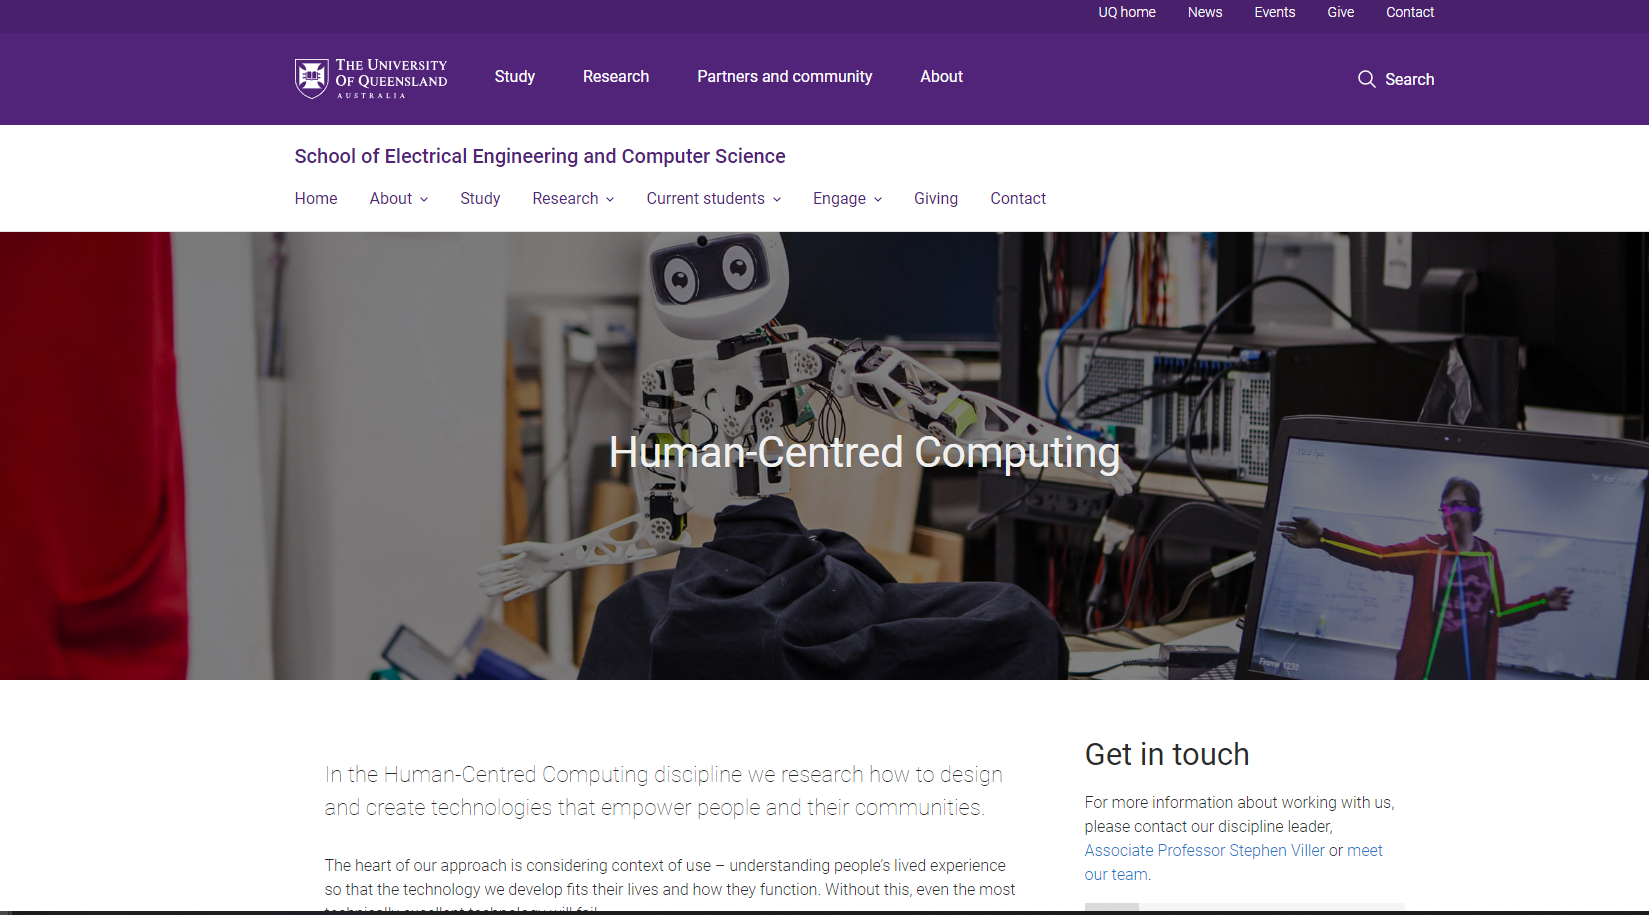 UQ home News Events Give Contact
THE UNIVERSITY
OF QUEENSLAND
AUSTRALIA
Study Research Partners and community About
Search
School of Electrical Engineering and Computer Science
Home About Study Research Current students Engage Giving Contact
Human-Centred Computing
In the Human-Centred Computing discipline we research how to design
and create technologies that empower people and their communities.
The heart of our approach is considering context of use – understanding people's lived experience
so that the technology we develop fits their lives and how they function. Without this, even the most
technically excellent technology will fail.
Get in touch
For more information about working with us,
please contact our discipline leader,
Associate Professor Stephen Viller or meet
our team.